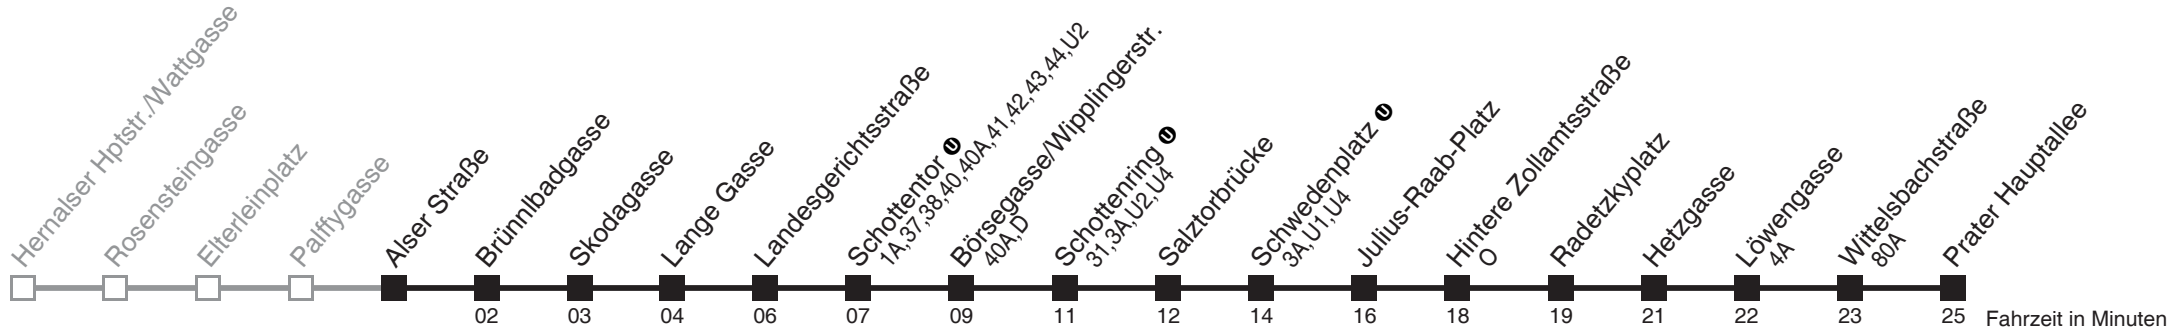 Hernalser Hptstr./Wattgasse
Rosensteingasse
Elterleinplatz
Palffygasse
Alser Straße
Brünnlbadgasse
Skodagasse
Lange Gasse
Landesgerichtsstraße
Schottentor U
1A,37,38,40,40A,41,42,43,44,U2
Börsegasse/Wipplingerstr.
40A,D
Schottenring U
31,3A,U2,U4
Salztorbrücke
Schwedenplatz U
3A,U1,U4
Julius-Raab-Platz
Hintere Zollamtsstraße
O
Radetzkyplatz
Hetzgasse
Löwengasse
4A
Wittelsbachstraße
80A
Prater Hauptallee
02 03 04 06 07 09 11 12 14 16 18 19 21 22 23 25 Fahrzeit in Minuten